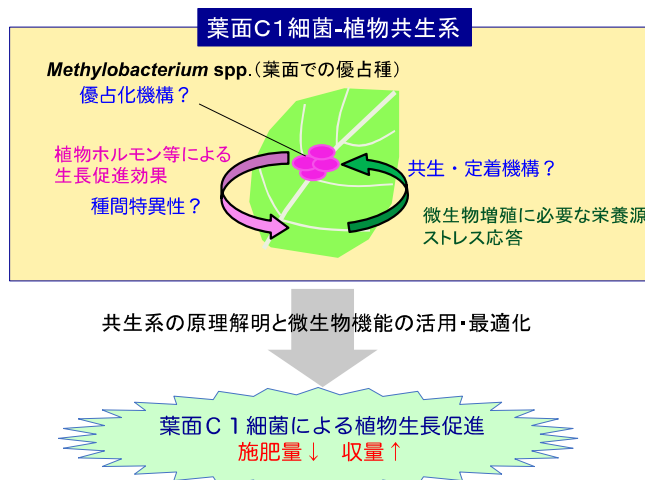 葉面C1細菌-植物共生系
Methylobacterium spp.(葉面での優占種)
優占化機構？
植物ホルモン等による
生長促進効果
共生・定着機構？
種間特異性？
微生物増殖に必要な栄養源
ストレス応答
共生系の原理解明と微生物機能の活用・最適化
葉面C１細菌による植物生長促進
施肥量↓ 収量↑